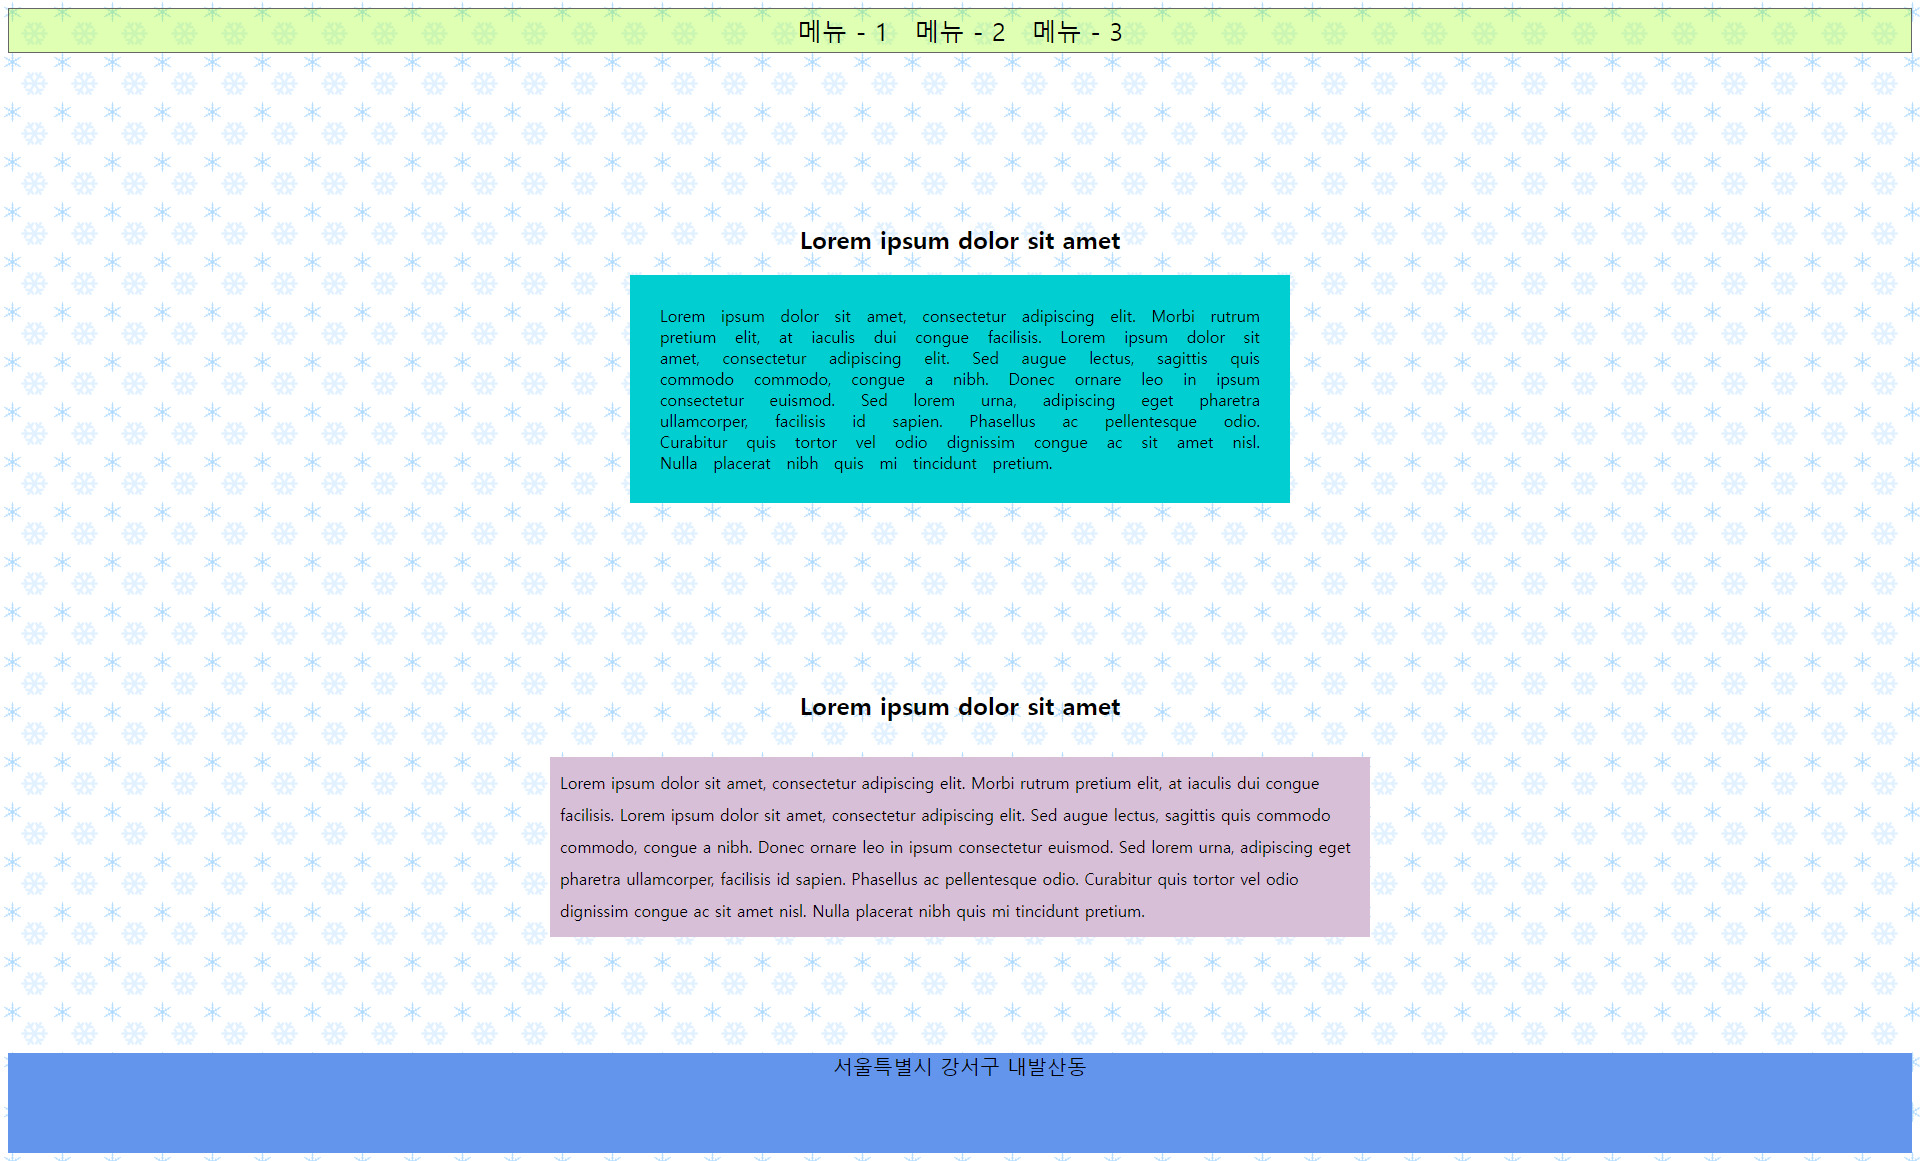 메뉴 - 1 메뉴 - 2 메뉴 - 3
Lorem ipsum dolor sit amet
Lorem ipsum dolor sit amet, consectetur adipiscing elit. Morbi rutrum
pretium elit, at iaculis dui congue facilisis. Lorem ipsum dolor sit
amet, consectetur adipiscing elit. Sed augue lectus, sagittis quis
commodo commodo, congue a nibh. Donec ornare leo in ipsum
consectetur euismod. Sed lorem urna, adipiscing eget pharetra
ullamcorper, facilisis id sapien. Phasellus ac pellentesque odio.
Curabitur quis tortor vel odio dignissim congue ac sit amet nisl.
Nulla placerat nibh quis mi tincidunt pretium.
Lorem ipsum dolor sit amet
Lorem ipsum dolor sit amet, consectetur adipiscing elit. Morbi rutrum pretium elit, at iaculis dui congue
facilisis. Lorem ipsum dolor sit amet, consectetur adipiscing elit. Sed augue lectus, sagittis quis commodo
commodo, congue a nibh. Donec ornare leo in ipsum consectetur euismod. Sed lorem urna, adipiscing eget
pharetra ullamcorper, facilisis id sapien. Phasellus ac pellentesque odio. Curabitur quis tortor vel odio
dignissim congue ac sit amet nisl. Nulla placerat nibh quis mi tincidunt pretium.
서울특별시 강서구 내발산동